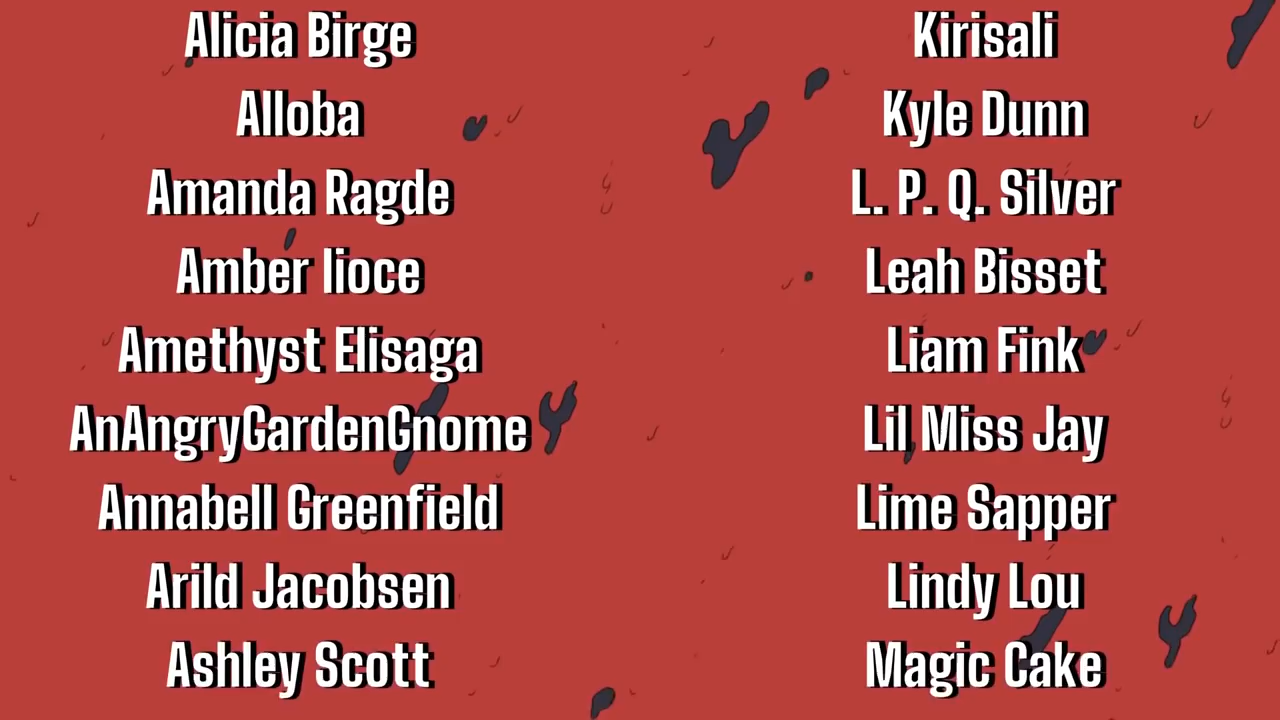 Alicia Birge
Alloba
Amanda Ragde
Amber lioce
Amethyst Elisaga
AnAngryGardenGnome
Annabell Greenfield
Arild Jacobsen
Ashley Scott
Kirisali
Kyle Dunn
L. P. Q. Silver
Leah Bisset
Liam Fink
Lil Miss Jay
Lime Sapper
Lindy Lou
Magic Cake